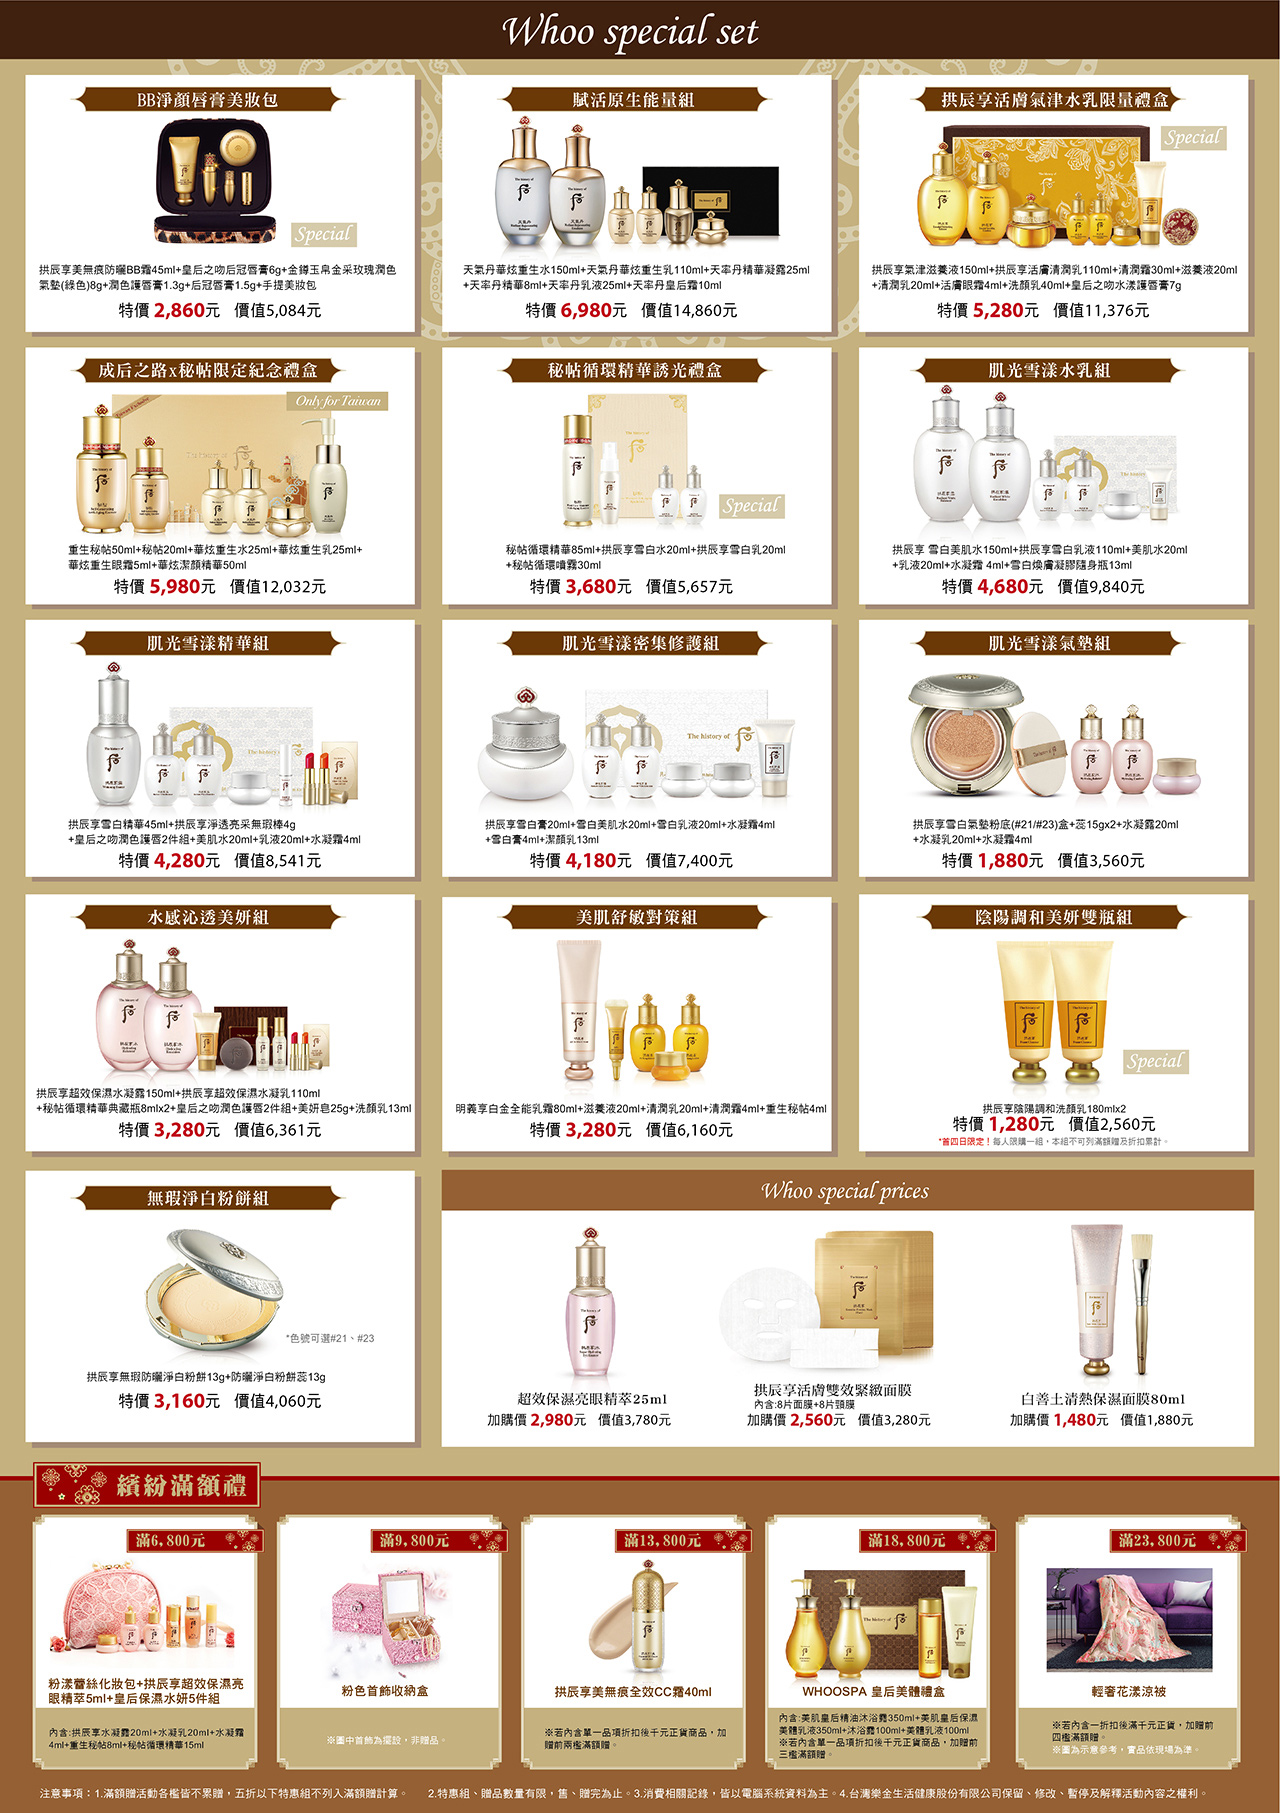 Whoo special set
BB淨顏唇膏美妝包
Special
拱辰享美無痕防曬BB霜45ml+皇后之吻后冠唇膏6g+金鐏玉帛金采玫瑰潤色
氣墊(綠色)8g+潤色護唇膏1.3g+后冠唇膏1.5g+手提美妝包
特價 2,860元 價值5,084元
賦活原生能量組
天氣丹華炫重生水150ml+天氣丹華炫重生乳110ml+天率丹精華凝露25ml
+天率丹精華8ml+天率丹乳液25ml+天率丹皇后霜10ml
特價 6,980元 價值14,860元
拱辰享活膚氣津水乳限量禮盒
Special
拱辰享氣津滋養液150ml+拱辰享活膚清潤乳110ml+清潤霜30ml+滋養液20ml
+清潤乳20ml+活膚眼霜4ml+洗顏乳40ml+皇后之吻水漾護唇膏7g
特價 5,280元 價值11,376元
成后之路x秘帖限定紀念禮盒
Only for Taiwan
重生秘帖50ml+秘帖20ml+華炫重生水25ml+華炫重生乳25ml+
華炫重生眼霜5ml+華炫潔顏精華50ml
特價 5,980元 價值12,032元
秘帖循環精華誘光禮盒
Special
秘帖循環精華85ml+拱辰享雪白水20ml+拱辰享雪白乳20ml
+秘帖循環噴霧30ml
特價 3,680元 價值5,657元
肌光雪漾水乳組
拱辰享 雪白美肌水150ml+拱辰享雪白乳液110ml+美肌水20ml
+乳液20ml+水凝霜 4ml+雪白煥膚凝膠隨身瓶13ml
特價 4,680元 價值9,840元
肌光雪漾精華組
拱辰享雪白精華45ml+拱辰享淨透亮采無瑕棒4g
+皇后之吻潤色護唇2件組+美肌水20ml+乳液20ml+水凝霜4ml
特價 4,280元 價值8,541元
肌光雪漾密集修護組
拱辰享雪白膏20ml+雪白美肌水20ml+雪白乳液20ml+水凝霜4ml
+雪白膏4ml+潔顏乳13ml
特價 4,180元 價值7,400元
肌光雪漾氣墊組
拱辰享雪白氣墊粉底(#21/#23)盒+蕊15gx2+水凝露20ml
+水凝乳20ml+水凝霜4ml
特價 1,880元 價值3,560元
水感沁透美妍組
拱辰享超效保濕水凝露150ml+拱辰享超效保濕水凝乳110ml
+秘帖循環精華典藏瓶8mlx2+皇后之吻潤色護唇2件組+美妍皂25g+洗顏乳13ml
特價 3,280元 價值6,361元
美肌舒敏對策組
明義享白金全能乳霜80ml+滋養液20ml+清潤乳20ml+清潤霜4ml+重生秘帖4ml
特價 3,280元 價值6,160元
陰陽調和美妍雙瓶組
Special
拱辰享陰陽調和洗顏乳180mlx2
特價 1,280元 價值2,560元
*首四日限定！每人限購一組，本組不可列滿額贈及折扣累計。
無瑕淨白粉餅組
*色號可選#21、#23
拱辰享無瑕防曬淨白粉餅13g+防曬淨白粉餅蕊13g
特價 3,160元 價值4,060元
Whoo special prices
超效保濕亮眼精萃25ml
加購價 2,980元 價值3,780元
拱辰享活膚雙效緊緻面膜
內含:8片面膜+8片頸膜
加購價 2,560元 價值3,280元
白善土清熱保濕面膜80ml
加購價 1,480元 價值1,880元
繽紛滿額禮
滿6,800元
粉漾蕾絲化妝包+拱辰享超效保濕亮
眼精萃5ml+皇后保濕水妍5件組
內含:拱辰享水凝露20ml+水凝乳20ml+水凝霜
4ml+重生秘帖8ml+秘帖循環精華15ml
滿9,800元
粉色首飾收納盒
※圖中首飾為擺設，非贈品。
滿13,800元
拱辰享美無痕全效CC霜40ml
※若內含單一品項折扣後千元正貨商品，加
贈前兩檻滿額贈。
滿18,800元
WHOOSPA 皇后美體禮盒
內含:美肌皇后精油沐浴露350ml+美肌皇后保濕
美體乳液350ml+沐浴露100ml+美體乳液100ml
※若內含單一品項折扣後千元正貨商品，加贈前
三檻滿額贈。
滿23,800元
輕奢花漾涼被
※若內含一折扣後滿千元正貨，加贈前
四檻滿額贈。
※圖為示意參考，實品依現場為準。
注意事項：1.滿額贈活動各檻皆不累贈，五折以下特惠組不列入滿額贈計算。 2.特惠組、贈品數量有限，售、贈完為止。3.消費相關記錄，皆以電腦系統資料為主。4.台灣樂金生活健康股份有限公司保留、修改、暫停及解釋活動內容之權利。